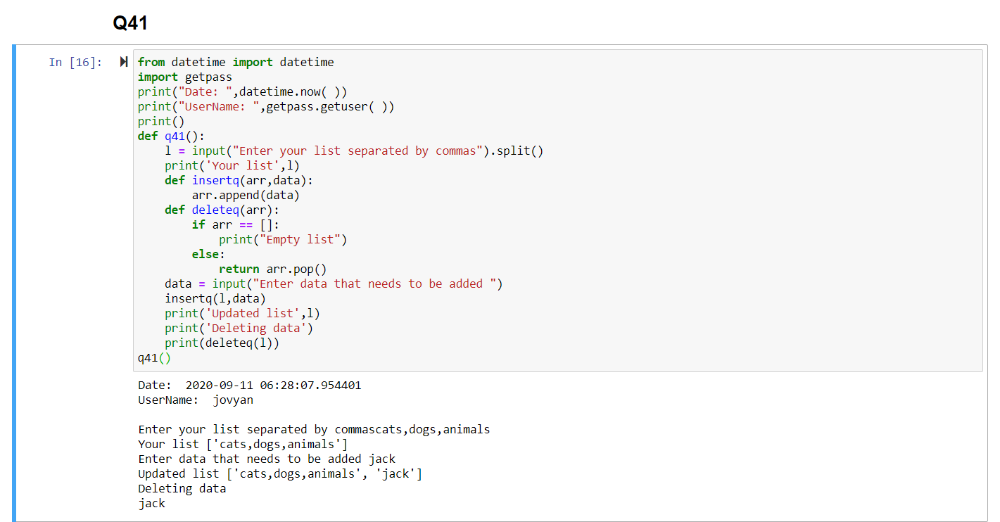 Q41
In [16]: from datetime import datetime
import getpass
print("Date: ",datetime.now( ))
print("UserName: ",getpass.getuser( ))
print()
def q41():
    l = input("Enter your list separated by commas").split()
    print('Your list',l)
    def insertq(arr,data):
        arr.append(data)
    def deleteq(arr):
        if arr == []:
            print("Empty list")
        else:
            return arr.pop()
    data = input("Enter data that needs to be added ")
    insertq(l,data)
    print('Updated list',l)
    print('Deleting data')
    print(deleteq(l))
q41()
Date:  2020-09-11 06:28:07.954401
UserName:  jovyan
Enter your list separated by commascats,dogs,animals
Your list ['cats,dogs,animals']
Enter data that needs to be added jack
Updated list ['cats,dogs,animals', 'jack']
Deleting data
jack